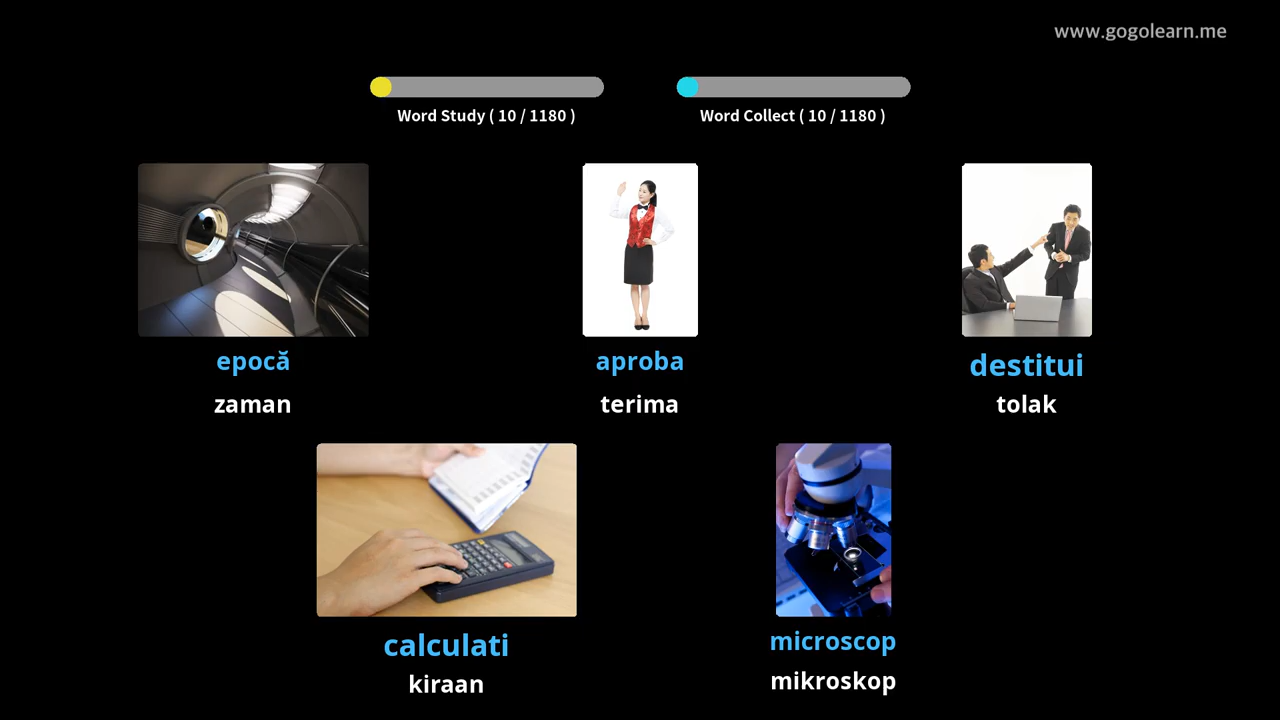 www.gogolearn.me
Word Study ( 10 / 1180 )
Word Collect ( 10 / 1180 )
epocă
aproba
destitui
zaman
terima
tolak
calculati
microscop
kiraan
mikroskop